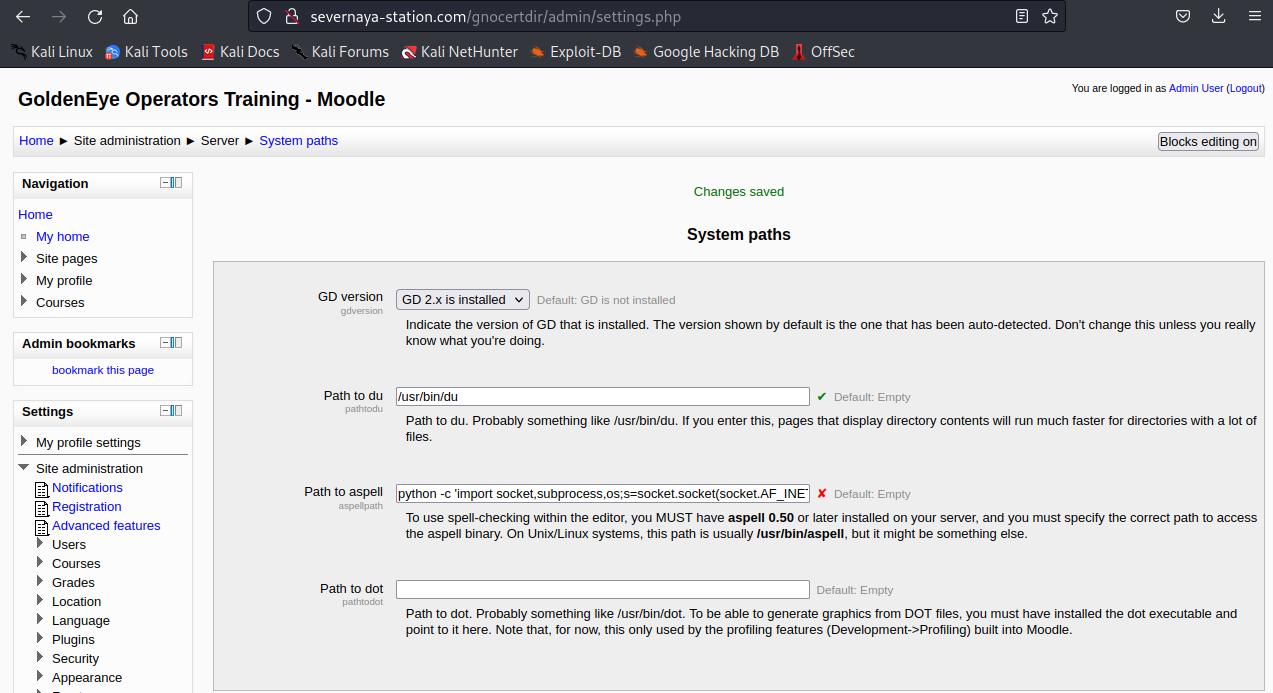 severnaya-station.com/gnocertdir/admin/settings.php
Kali Linux Kali Tools Kali Docs Kali Forums Kali NetHunter Exploit-DB Google Hacking DB OffSec
GoldenEye Operators Training - Moodle
You are logged in as Admin User (Logout)
Home ► Site administration ► Server ► System paths
Blocks editing on
Navigation
Home
My home
Site pages
My profile
Courses
Admin bookmarks
bookmark this page
Settings
My profile settings
Site administration
Notifications
Registration
Advanced features
Users
Courses
Grades
Location
Language
Plugins
Security
Appearance
Changes saved
System paths
GD version
gdversion
GD 2.x is installed
Default: GD is not installed
Indicate the version of GD that is installed. The version shown by default is the one that has been auto-detected. Don't change this unless you really
know what you're doing.
Path to du
pathtodu
/usr/bin/du
✔ Default: Empty
Path to du. Probably something like /usr/bin/du. If you enter this, pages that display directory contents will run much faster for directories with a lot of
files.
Path to aspell
aspellpath
python -c 'import socket,subprocess,os;s=socket.socket(socket.AF_INET
✘ Default: Empty
To use spell-checking within the editor, you MUST have aspell 0.50 or later installed on your server, and you must specify the correct path to access
the aspell binary. On Unix/Linux systems, this path is usually /usr/bin/aspell, but it might be something else.
Path to dot
pathtodot
Default: Empty
Path to dot. Probably something like /usr/bin/dot. To be able to generate graphics from DOT files, you must have installed the dot executable and
point to it here. Note that, for now, this only used by the profiling features (Development->Profiling) built into Moodle.